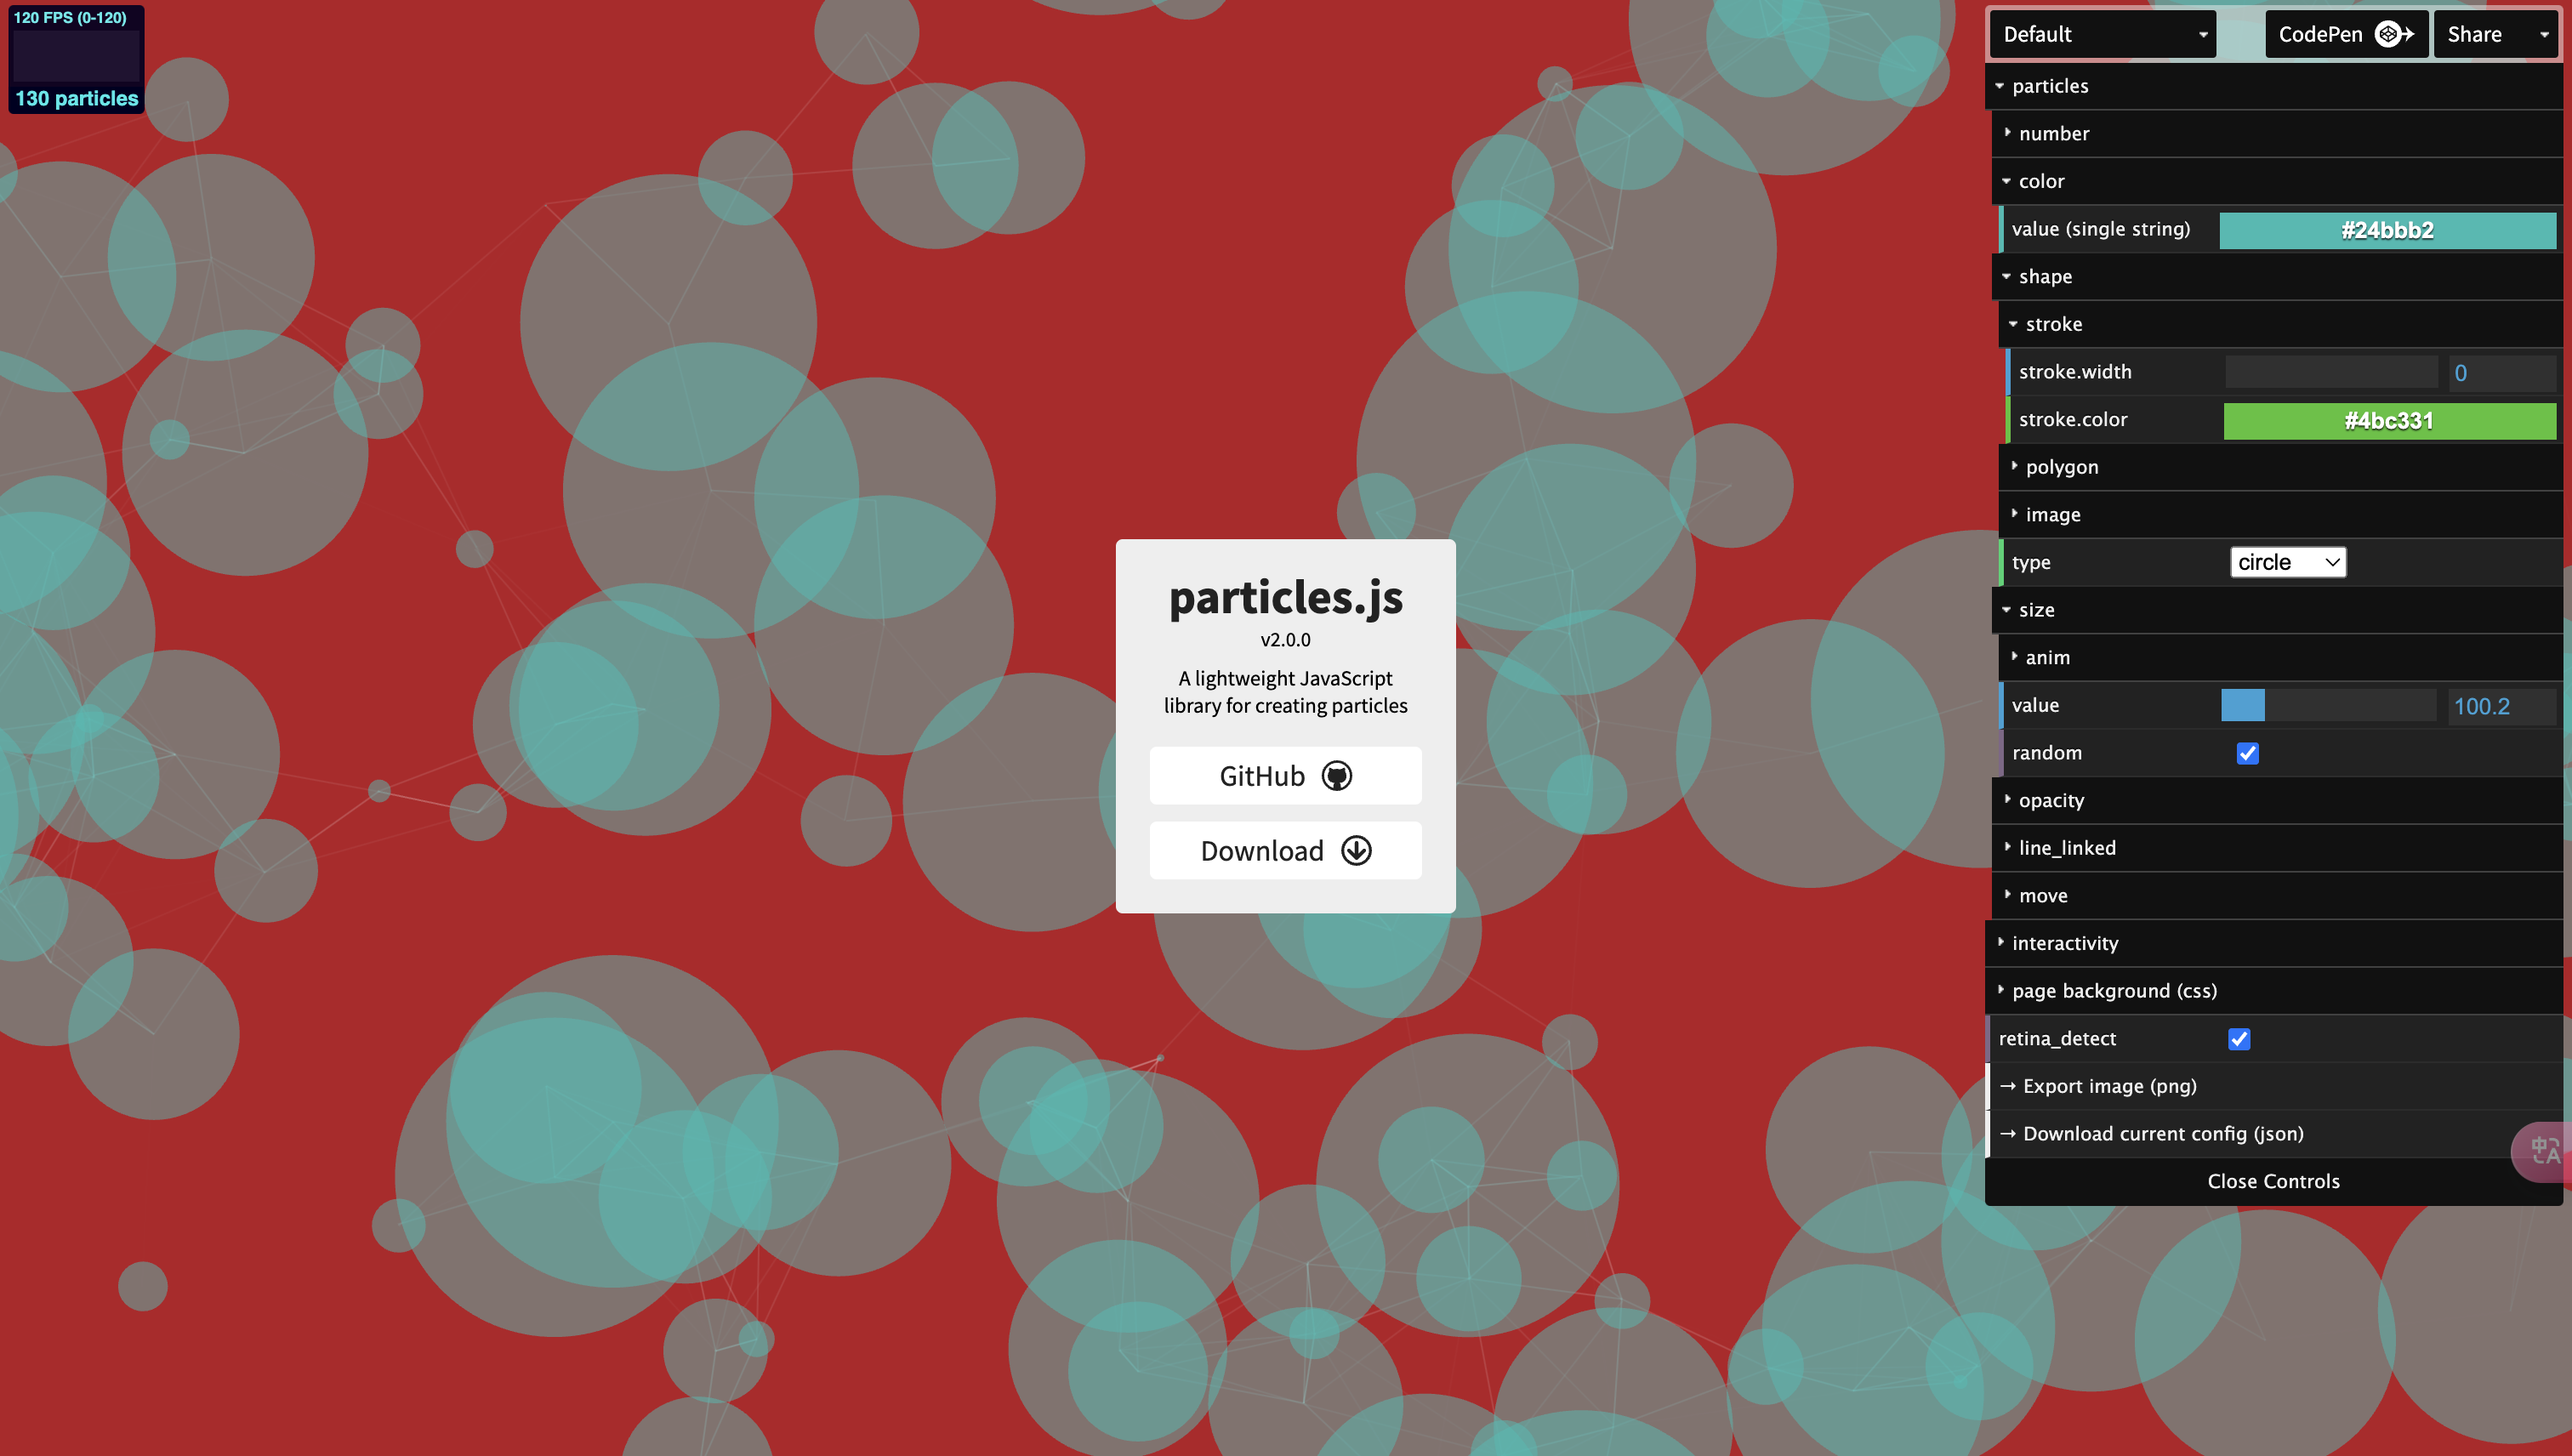 120 FPS (0-120)
130 particles
Default
CodePen
Share
particles
number
color
value (single string)
#24bbb2
shape
stroke
stroke.width
0
stroke.color
#4bc331
polygon
image
type
circle
size
anim
value
100.2
random
opacity
line_linked
move
interactivity
page background (css)
retina_detect
→ Export image (png)
→ Download current config (json)
Close Controls
particles.js
v2.0.0
A lightweight JavaScript
library for creating particles
GitHub
Download
中
A